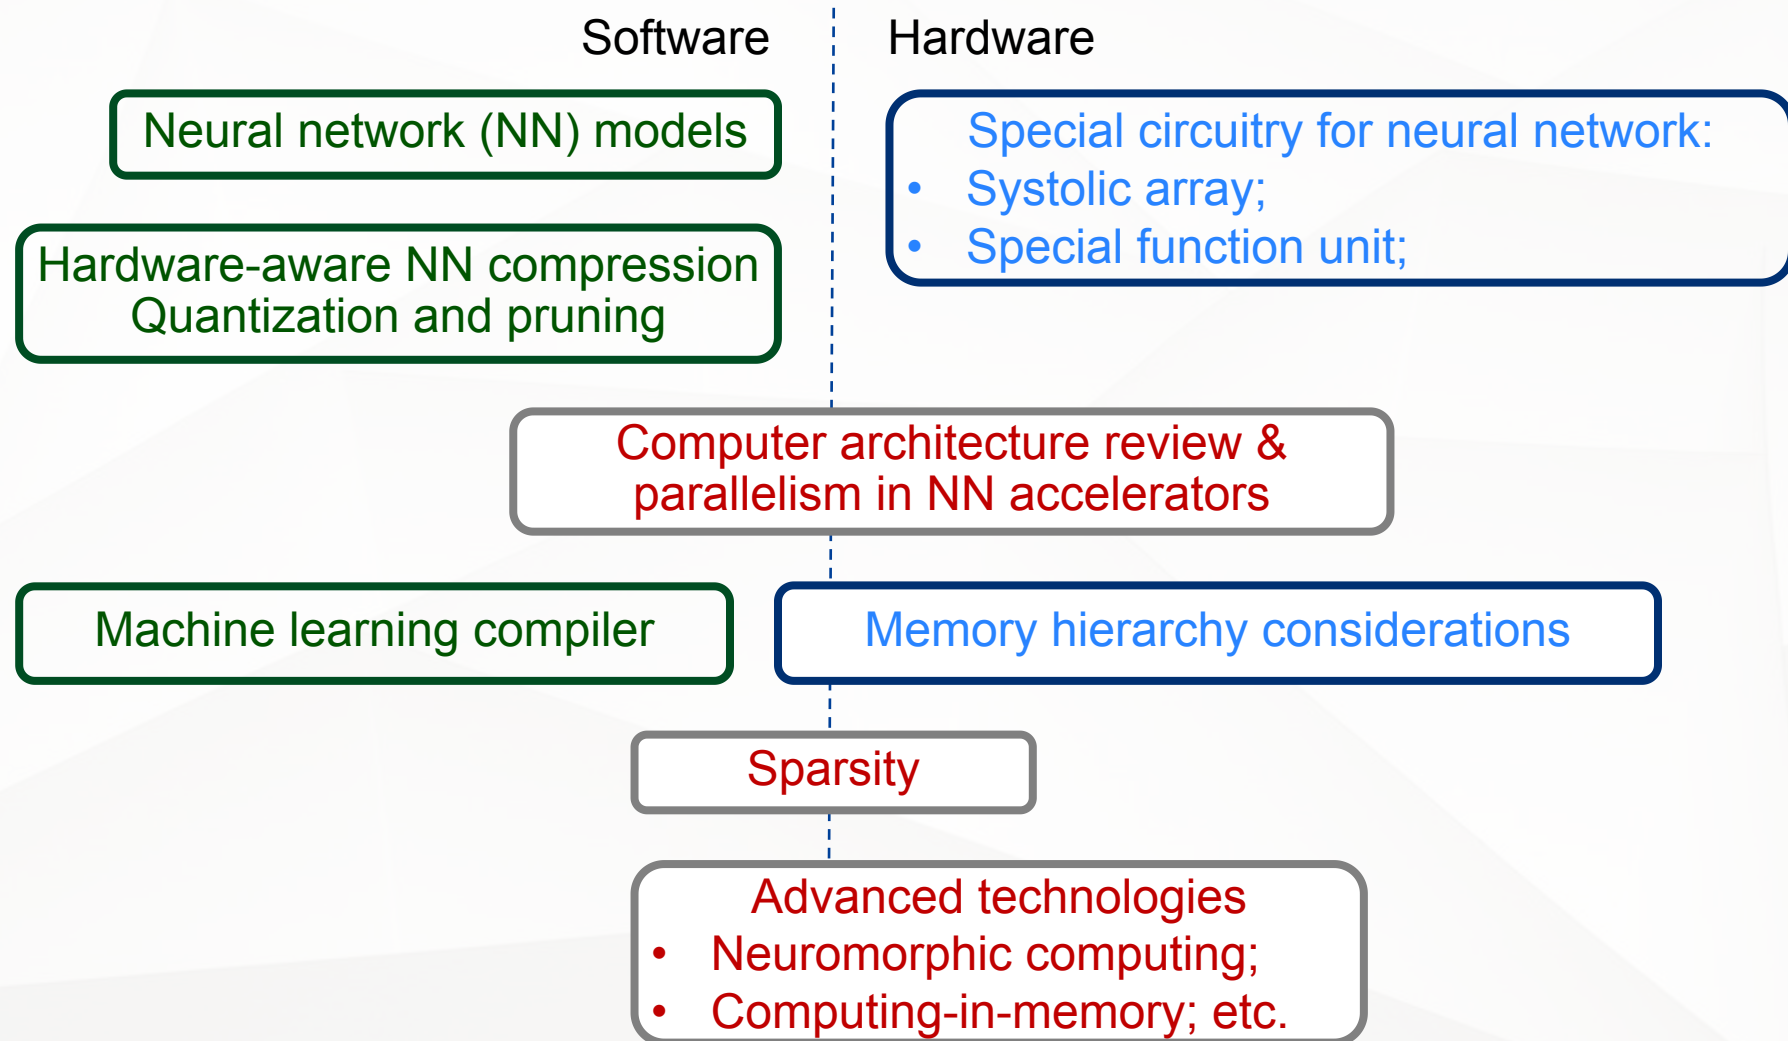 Software
Hardware
Neural network (NN) models
Special circuitry for neural network:
• Systolic array;
• Special function unit;
Hardware-aware NN compression
Quantization and pruning
Computer architecture review &
parallelism in NN accelerators
Machine learning compiler
Memory hierarchy considerations
Sparsity
Advanced technologies
• Neuromorphic computing;
• Computing-in-memory; etc.